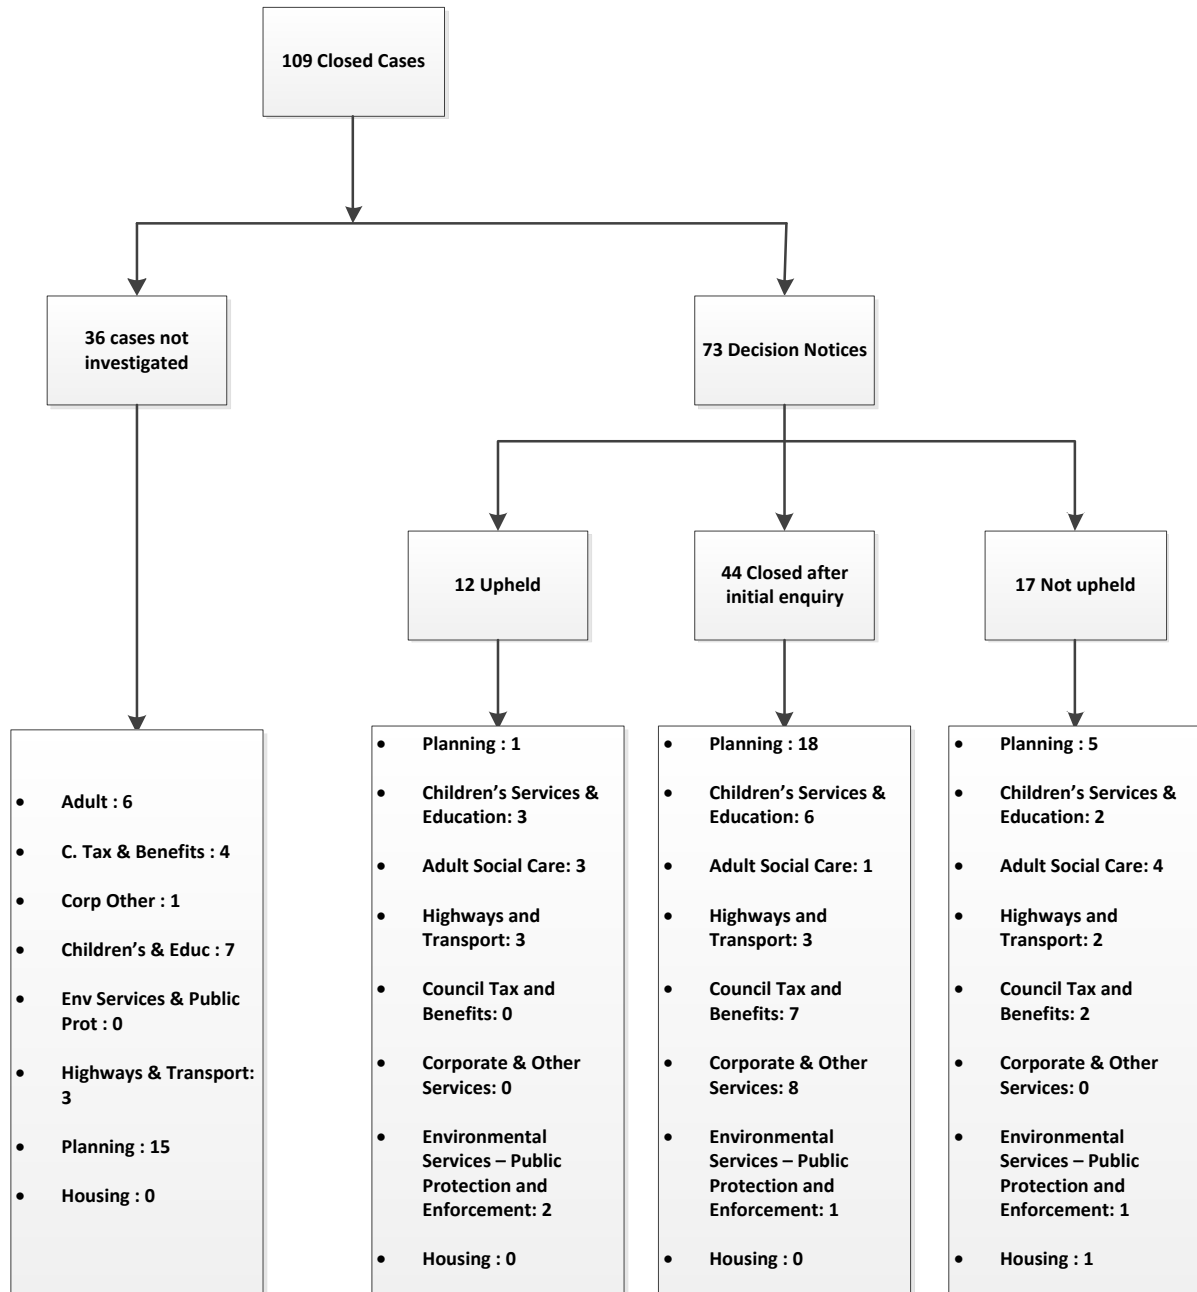 109 Closed Cases
36 cases not
investigated
73 Decision Notices
12 Upheld
44 Closed after
initial enquiry
17 Not upheld
• Adult : 6
• C. Tax & Benefits : 4
• Corp Other : 1
• Children's & Educ : 7
• Env Services & Public
Prot : 0
• Highways & Transport:
3
• Planning : 15
• Housing : 0
• Planning : 1
• Children's Services &
Education: 3
• Adult Social Care: 3
• Highways and
Transport: 3
• Council Tax and
Benefits: 0
• Corporate & Other
Services: 0
• Environmental
Services – Public
Protection and
Enforcement: 2
• Housing : 0
• Planning : 18
• Children's Services &
Education: 6
• Adult Social Care: 1
• Highways and
Transport: 3
• Council Tax and
Benefits: 7
• Corporate & Other
Services: 8
• Environmental
Services – Public
Protection and
Enforcement: 1
• Housing : 0
• Planning : 5
• Children's Services &
Education: 2
• Adult Social Care: 4
• Highways and
Transport: 2
• Council Tax and
Benefits: 2
• Corporate & Other
Services: 0
• Environmental
Services – Public
Protection and
Enforcement: 1
• Housing : 1